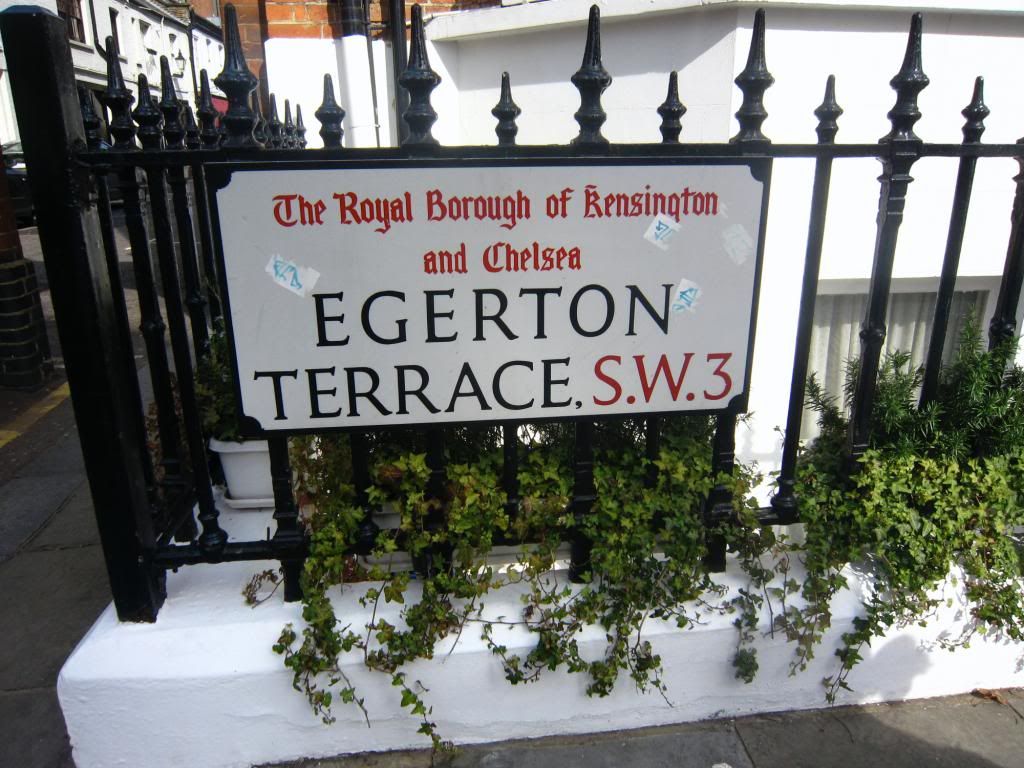 The Royal Borough of Kensington
and Chelsea
EGERTON
TERRACE, S.W.3